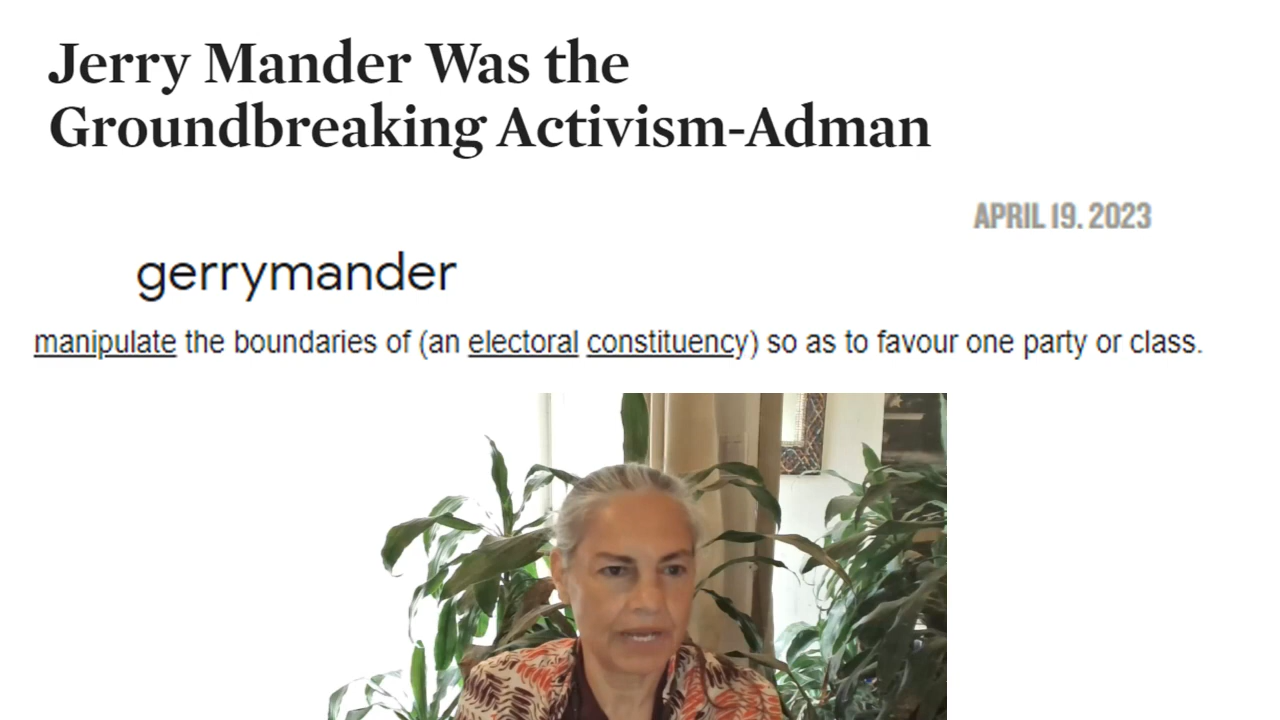 Jerry Mander Was the
Groundbreaking Activism-Adman
APRIL 19. 2023
gerrymander
manipulate the boundaries of (an electoral constituency) so as to favour one party or class.